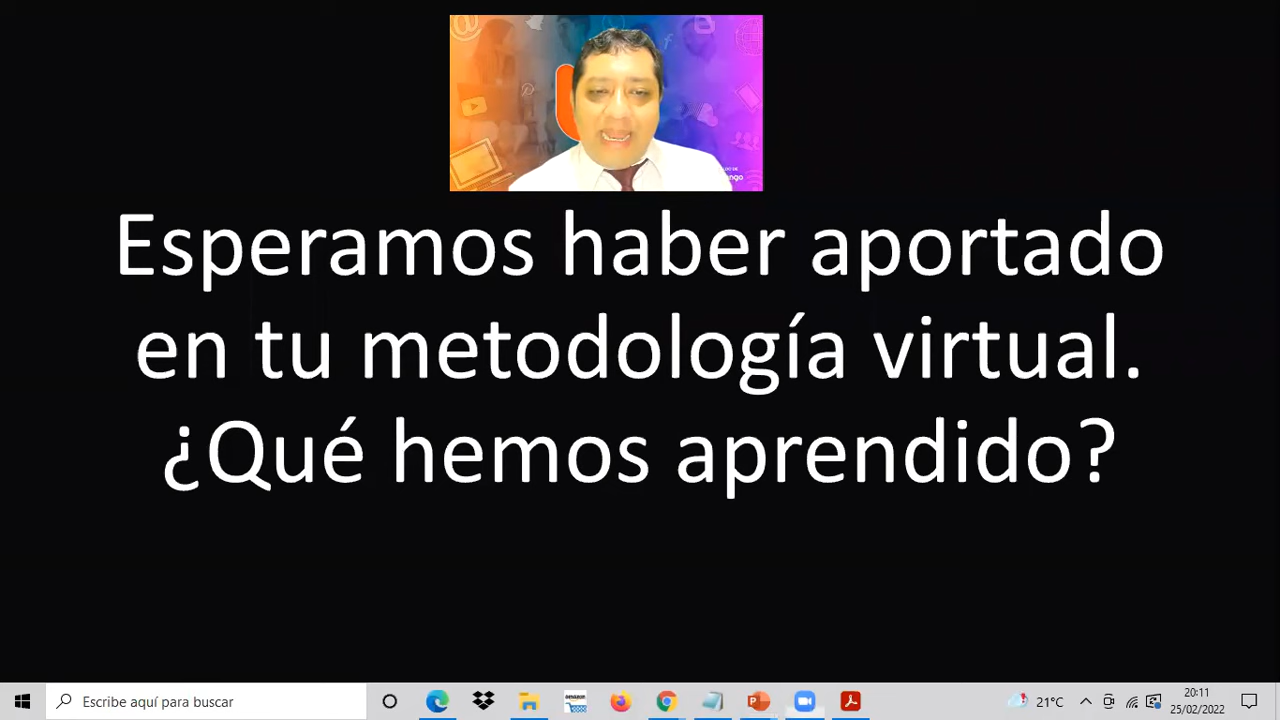 Esperamos haber aportado
en tu metodología virtual.
¿Qué hemos aprendido?
Escribe aquí para buscar
21°C
20:11
25/02/2022